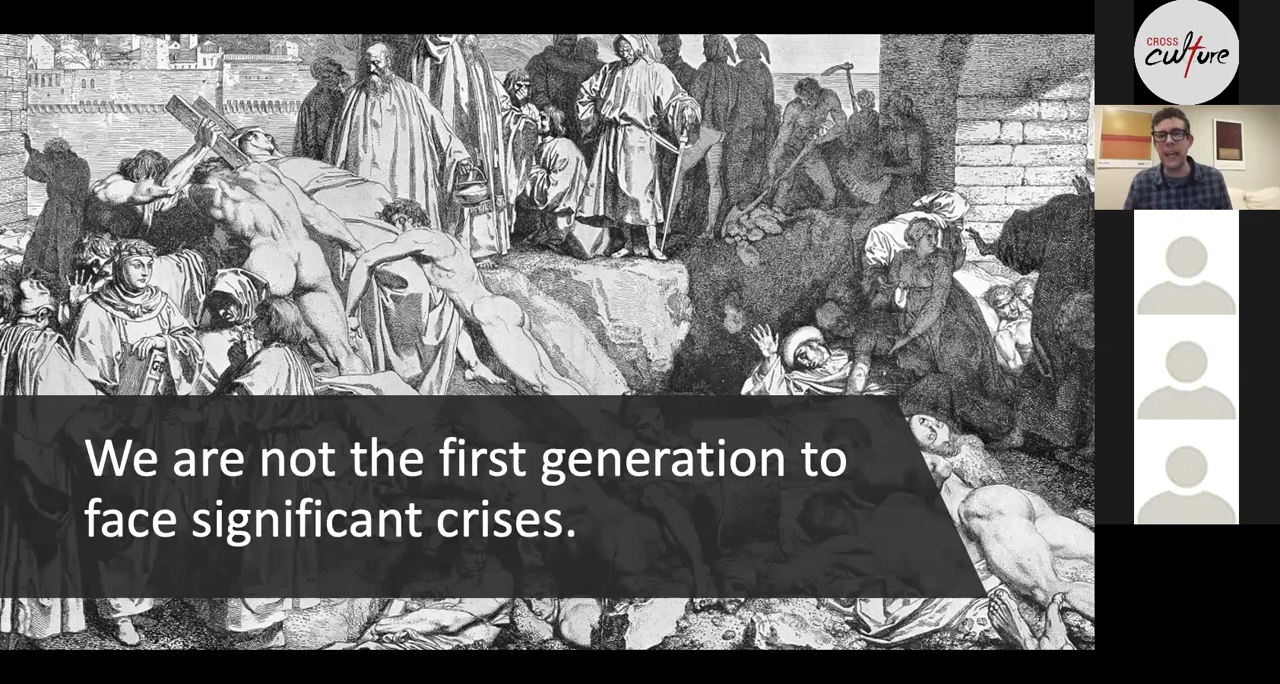 We are not the first generation to
face significant crises.
CROSS
culture